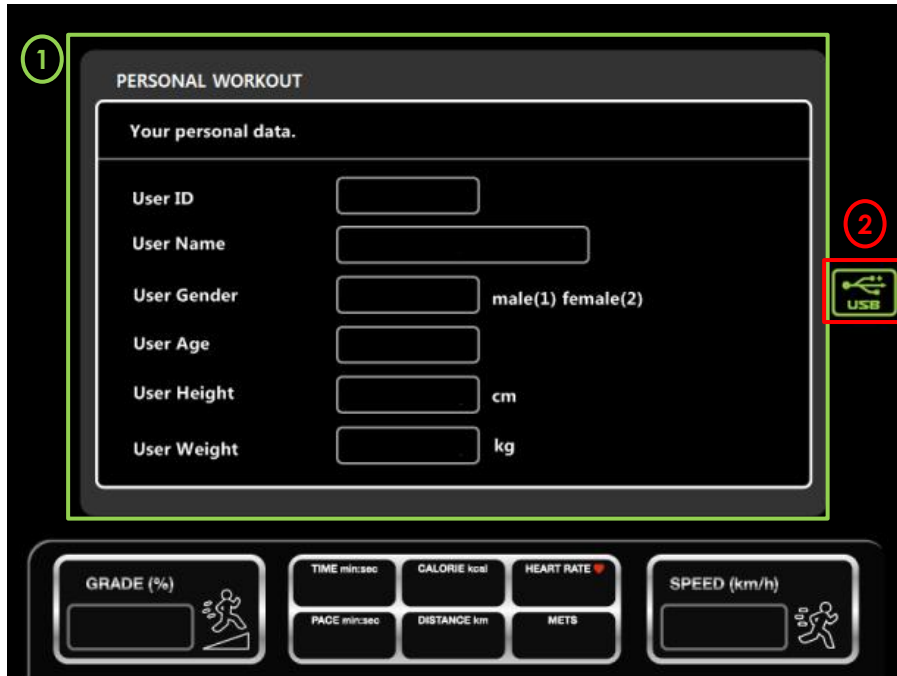 1
PERSONAL WORKOUT
Your personal data.
User ID
User Name
2
User Gender male(1) female(2)
USB
User Age
User Height cm
User Weight kg
GRADE (%)
TIME min:sec CALORIE kcal HEART RATE
SPEED (km/h)
PACE min:sec DISTANCE km METS